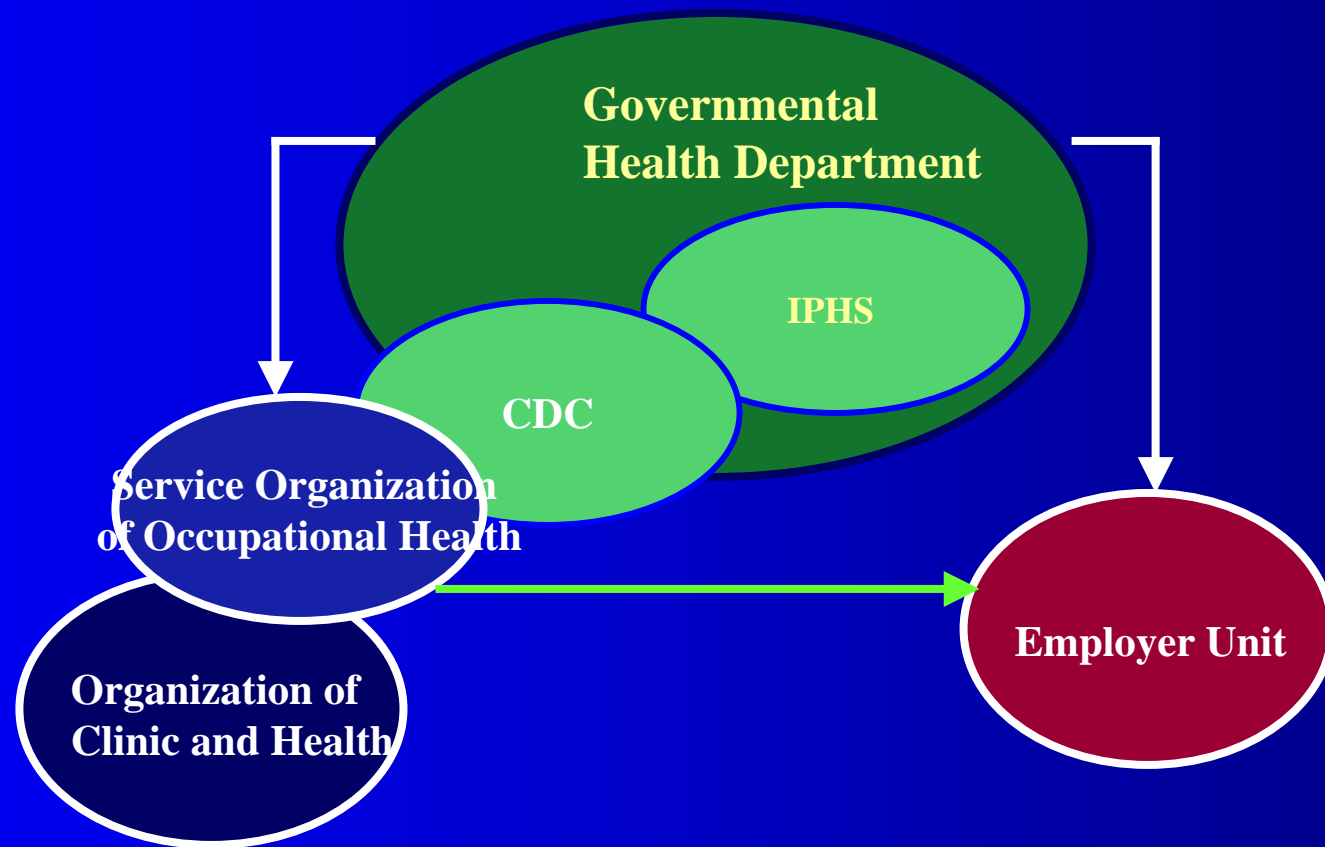 Governmental
Health Department
IPHS
CDC
Service Organization
of Occupational Health
Employer Unit
Organization of
Clinic and Health